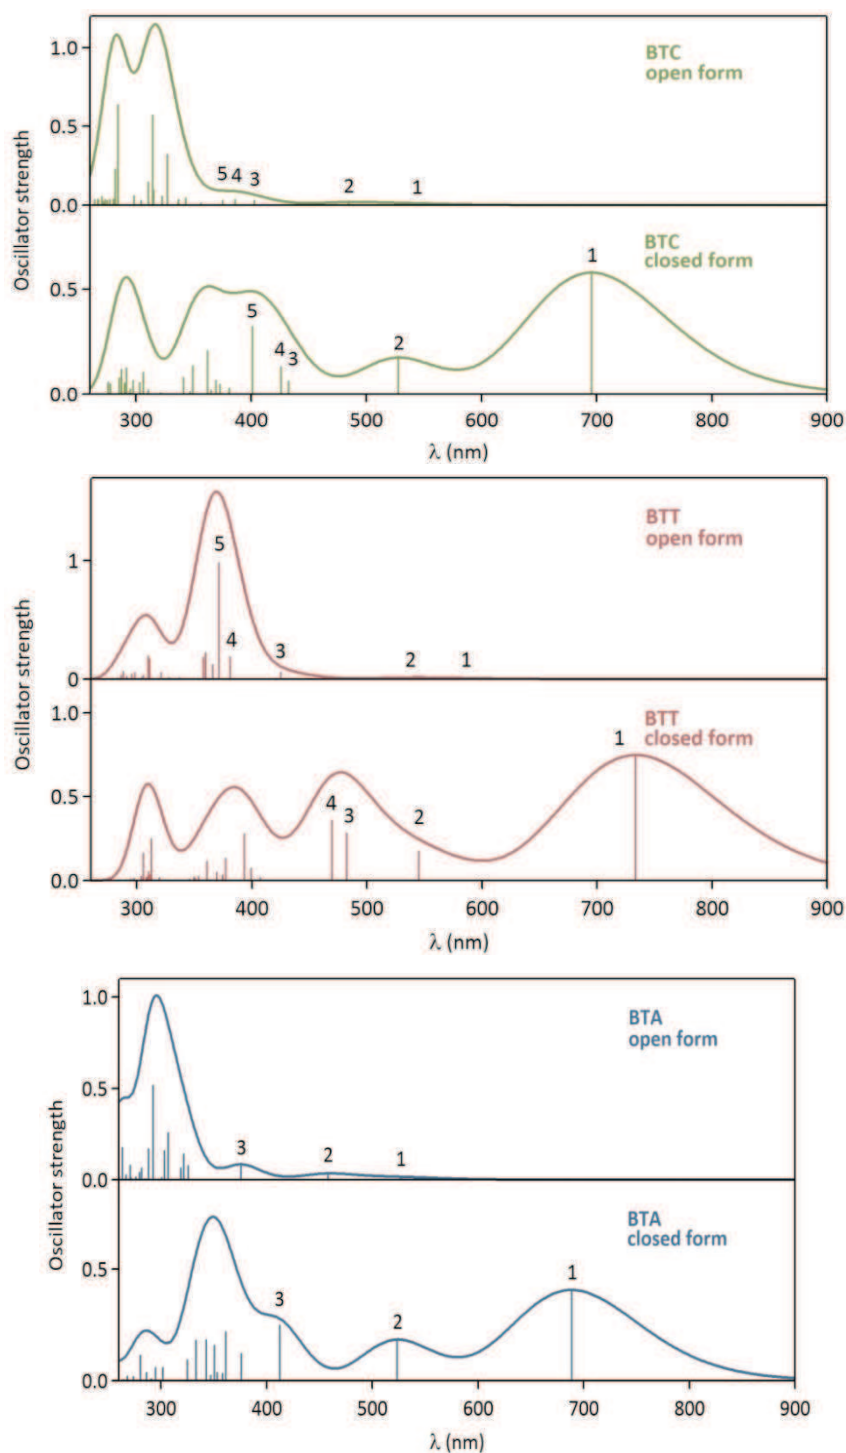 Oscillator strength
1.0
0.5
0.0
BTC
open form
5 4 3 2 1
0.5
0.0
BTC
closed form
5 4 3 2 1
300 400 500 600 700 800 900
λ (nm)
Oscillator strength
1
0
BTT
open form
5 4 3 2 1
1.0
0.5
0.0
BTT
closed form
4 3 2 1
300 400 500 600 700 800 900
λ (nm)
Oscillator strength
1.0
0.5
0.0
BTA
open form
3 2 1
0.5
0.0
BTA
closed form
3 2 1
300 400 500 600 700 800 900
λ (nm)